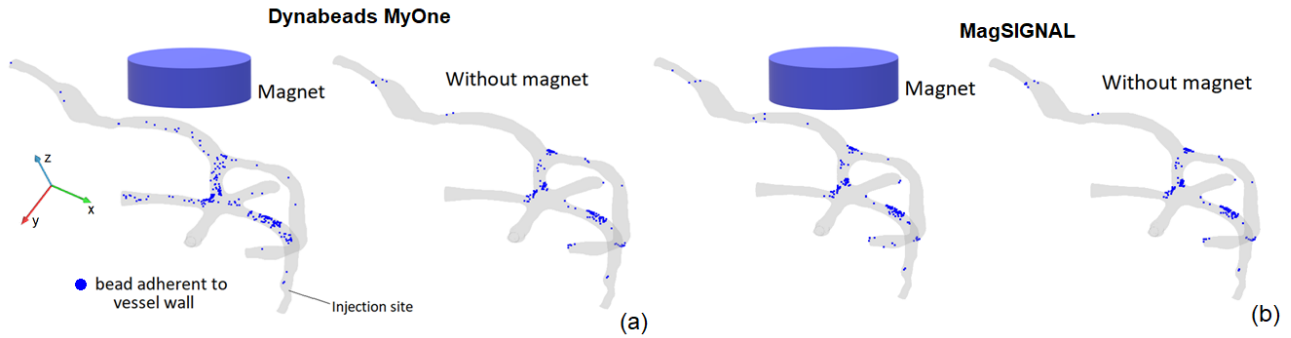 Dynabeads MyOne
MagSIGNAL
Magnet
Without magnet
Magnet
Without magnet
z
x
y
bead adherent to
vessel wall
Injection site
(a)
(b)